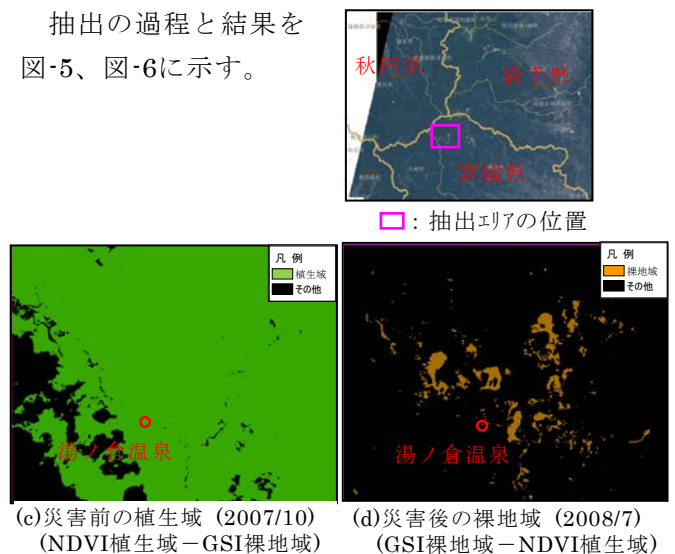 抽出の過程と結果を
図-5、図-6に示す。
秋田県
岩手県
宮城県
：抽出ｴﾘｱの位置
凡 例
植生域
その他
湯ノ倉温泉
凡 例
裸地域
その他
湯ノ倉温泉
(c)災害前の植生域 (2007/10)
(NDVI植生域－GSI裸地域)
(d)災害後の裸地域 (2008/7)
(GSI裸地域－NDVI植生域)